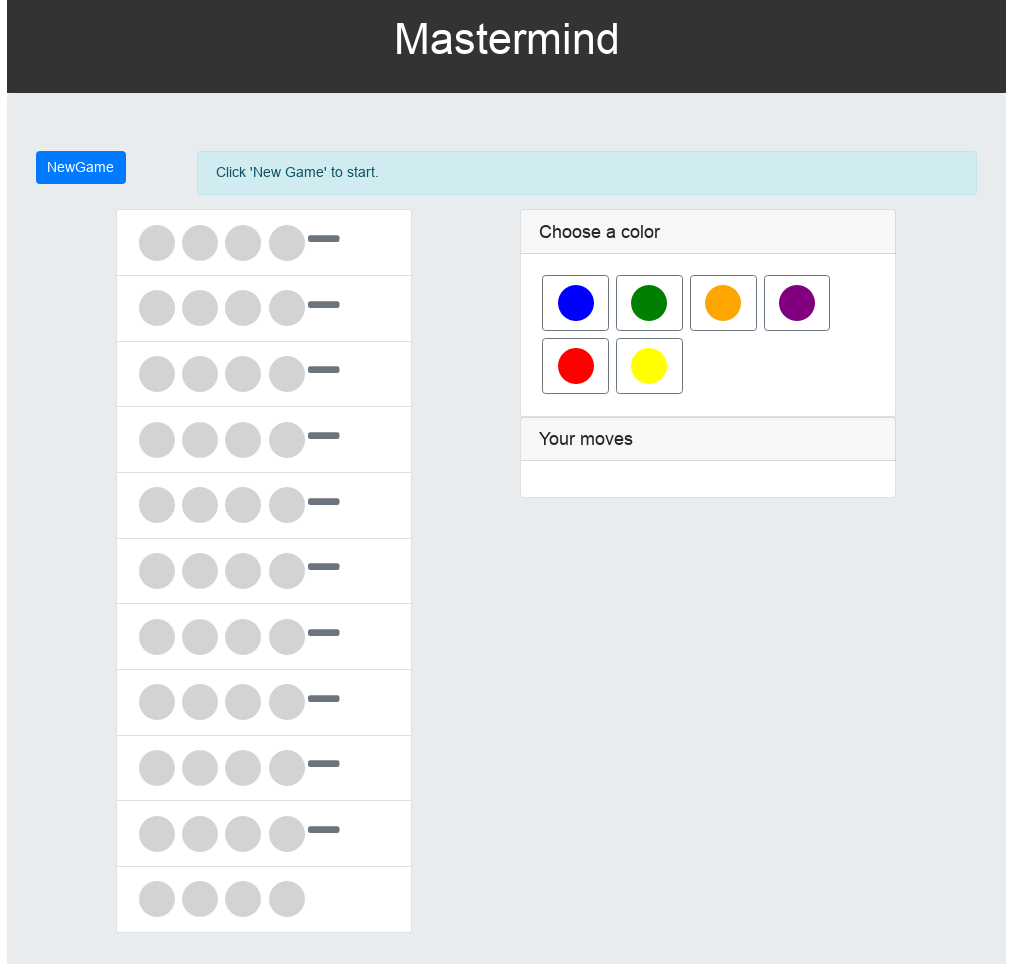 Mastermind
NewGame
Click 'New Game' to start.
Choose a color
Your moves